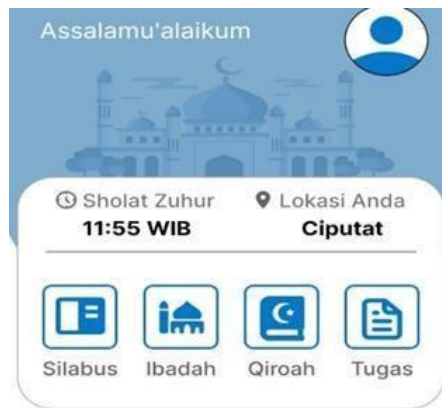 Assalamu'alaikum
Sholat Zuhur Lokasi Anda
11:55 WIB Ciputat
Silabus Ibadah Qiroah Tugas